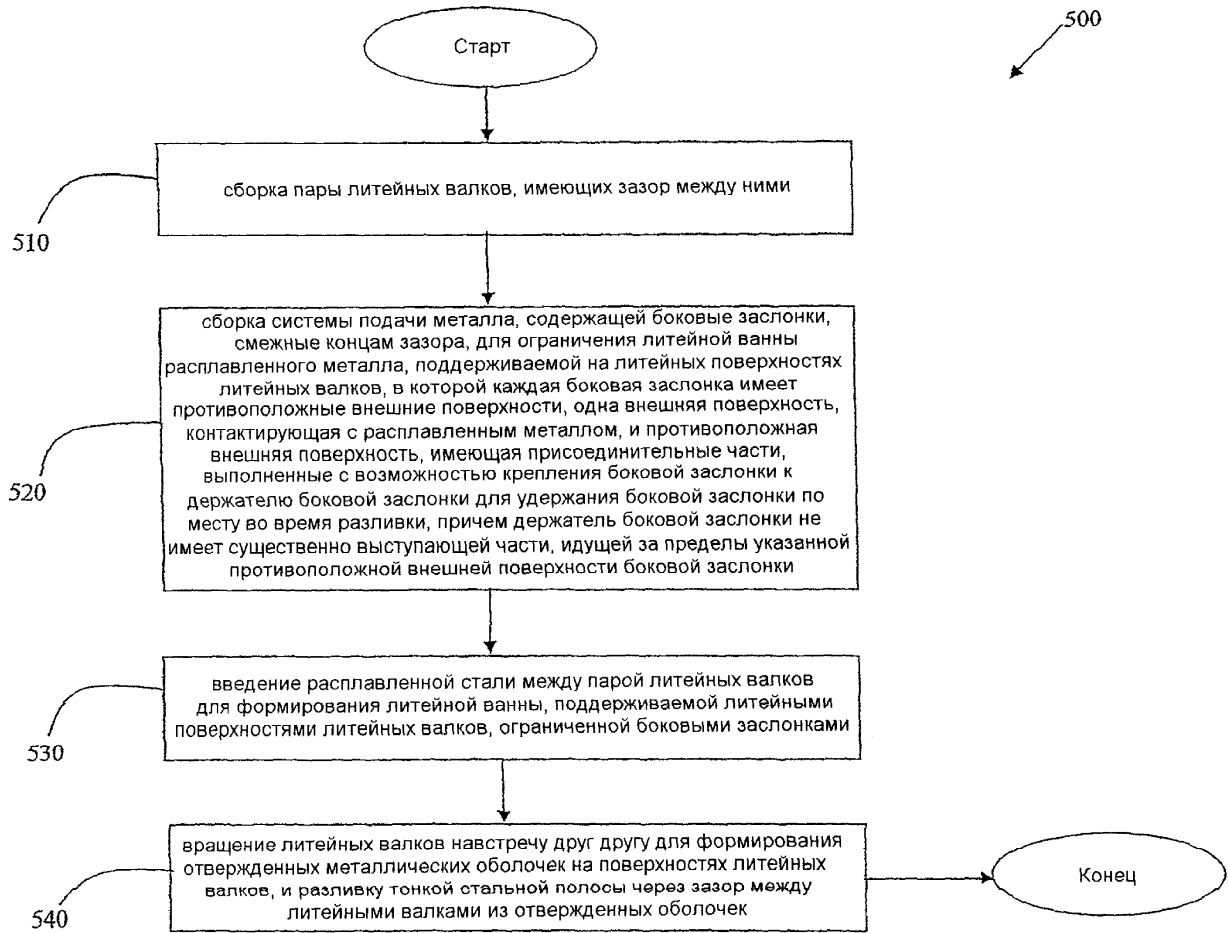 500
Старт
сборка пары литейных валков, имеющих зазор между ними
510
сборка системы подачи металла, содержащей боковые заслонки,
смежные концам зазора, для ограничения литейной ванны
расплавленного металла, поддерживаемой на литейных поверхностях
литейных валков, в которой каждая боковая заслонка имеет
противоположные внешние поверхности, одна внешняя поверхность,
контактирующая с расплавленным металлом, и противоположная
внешняя поверхность, имеющая присоединительные части,
выполненные с возможностью крепления боковой заслонки к
держателю боковой заслонки для удержания боковой заслонки по
месту во время разливки, причем держатель боковой заслонки не
имеет существенно выступающей части, идущей за пределы указанной
противоположной внешней поверхности боковой заслонки
520
введение расплавленной стали между парой литейных валков
для формирования литейной ванны, поддерживаемой литейными
поверхностями литейных валков, ограниченной боковыми заслонками
530
вращение литейных валков навстречу друг другу для формирования
отвержденных металлических оболочек на поверхностях литейных
валков, и разливку тонкой стальной полосы через зазор между
литейными валками из отвержденных оболочек
540
Конец